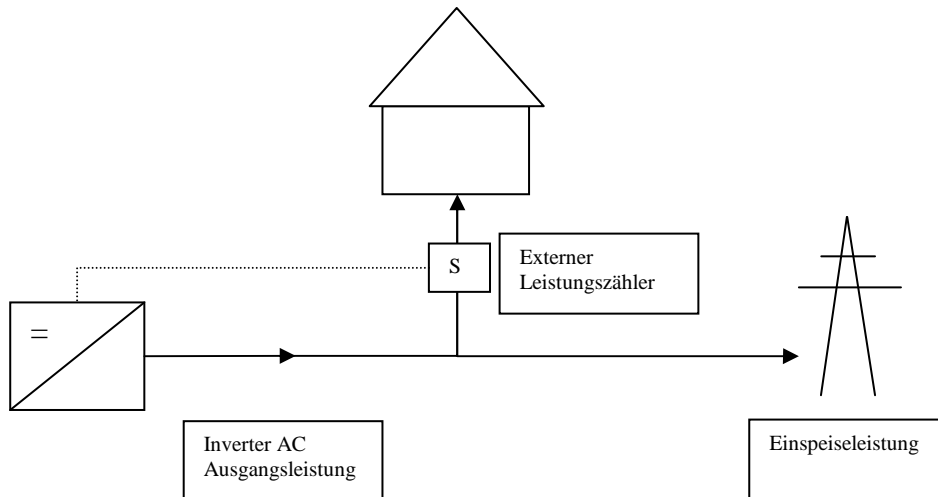 S
Externer
Leistungszähler
=
Inverter AC
Ausgangsleistung
Einspeiseleistung